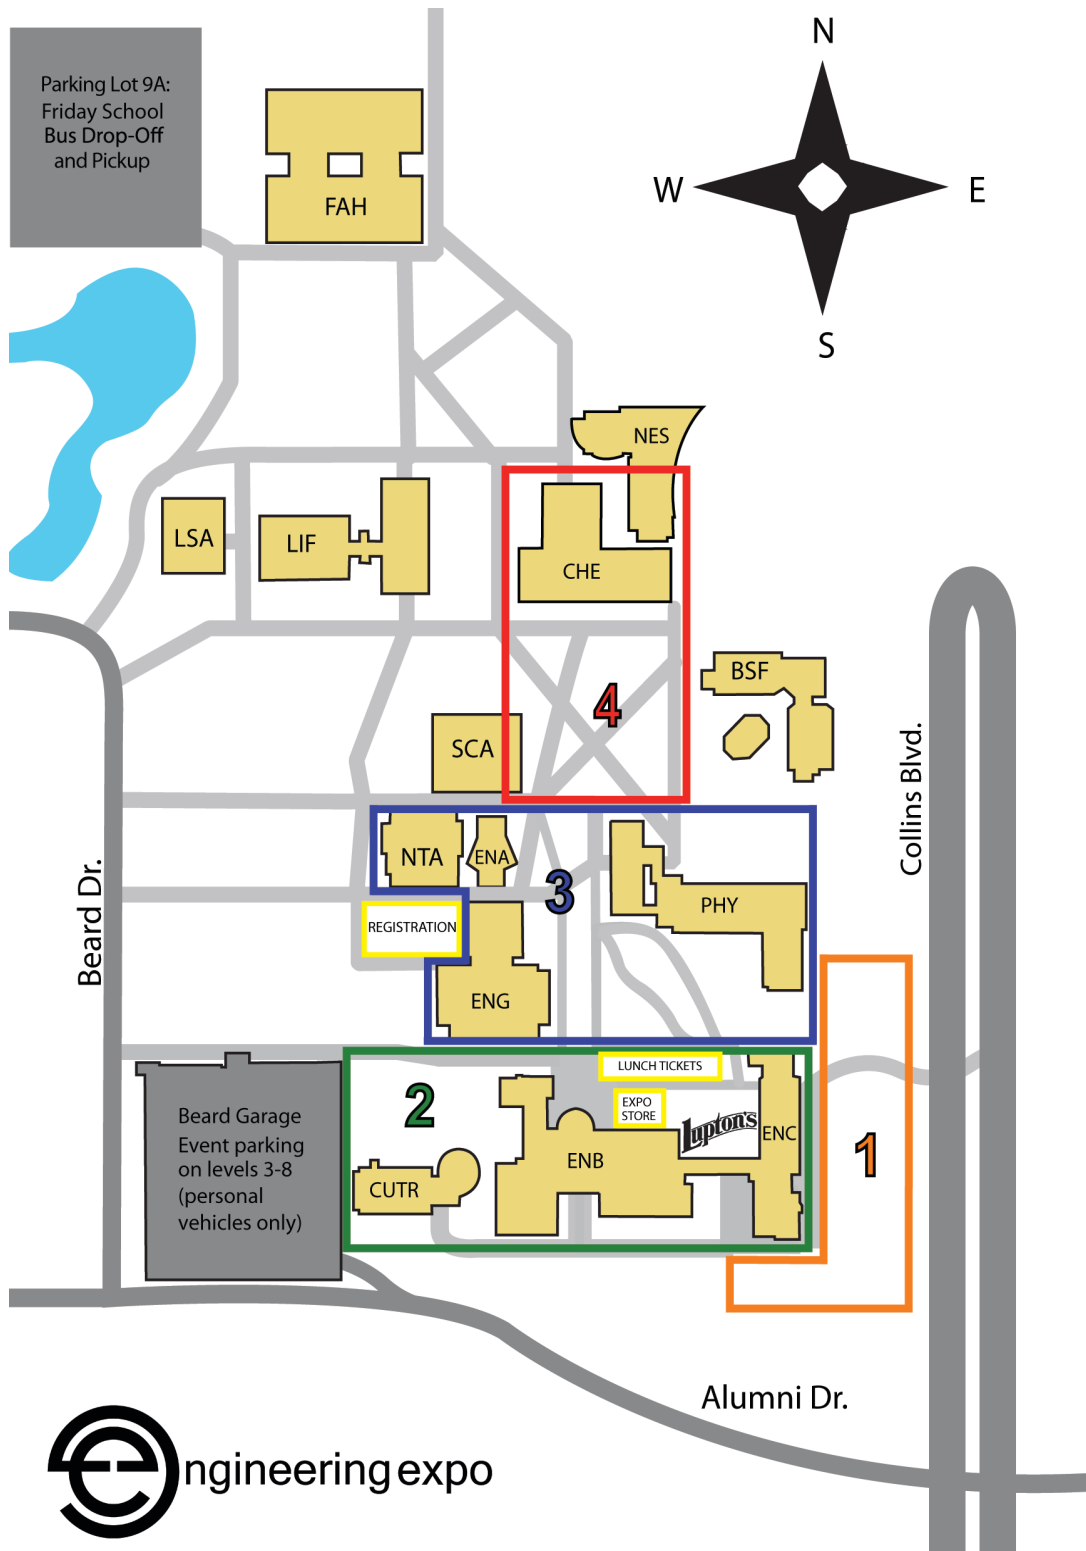 N
Parking Lot 9A:
Friday School
Bus Drop-Off
and Pickup
W
E
FAH
S
NES
LSA
LIF
CHE
BSF
4
SCA
Collins Blvd.
NTA
ENA
3
PHY
Beard Dr.
REGISTRATION
ENG
LUNCH TICKETS
2
EXPO
STORE
Lupton's
ENC
Beard Garage
Event parking
on levels 3-8
(personal
vehicles only)
1
ENB
CUTR
Alumni Dr.
engineering expo